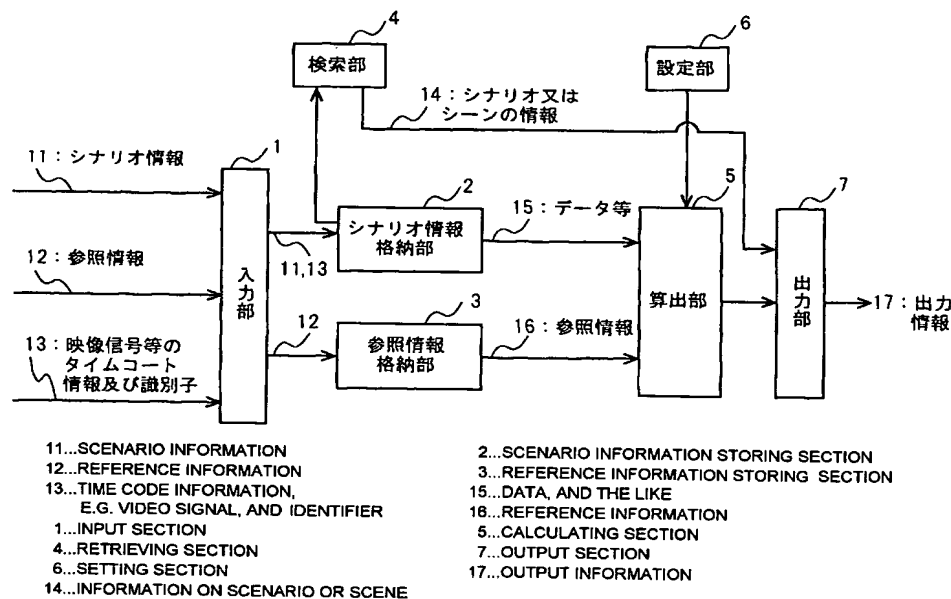 4
検索部
6
設定部
14：シナリオ又は
シーンの情報
11：シナリオ情報
1
2
シナリオ情報
格納部
15：データ等
5
7
11,13
12：参照情報
入力部
3
算出部
出力部
17：出力
情報
12
参照情報
格納部
16：参照情報
13：映像信号等の
タイムコート
情報及び識別子
11...SCENARIO INFORMATION
12...REFERENCE INFORMATION
13...TIME CODE INFORMATION,
E.G. VIDEO SIGNAL, AND IDENTIFIER
1...INPUT SECTION
4...RETRIEVING SECTION
6...SETTING SECTION
14...INFORMATION ON SCENARIO OR SCENE
2...SCENARIO INFORMATION STORING SECTION
3...REFERENCE INFORMATION STORING SECTION
15...DATA, AND THE LIKE
16...REFERENCE INFORMATION
5...CALCULATING SECTION
7...OUTPUT SECTION
17...OUTPUT INFORMATION